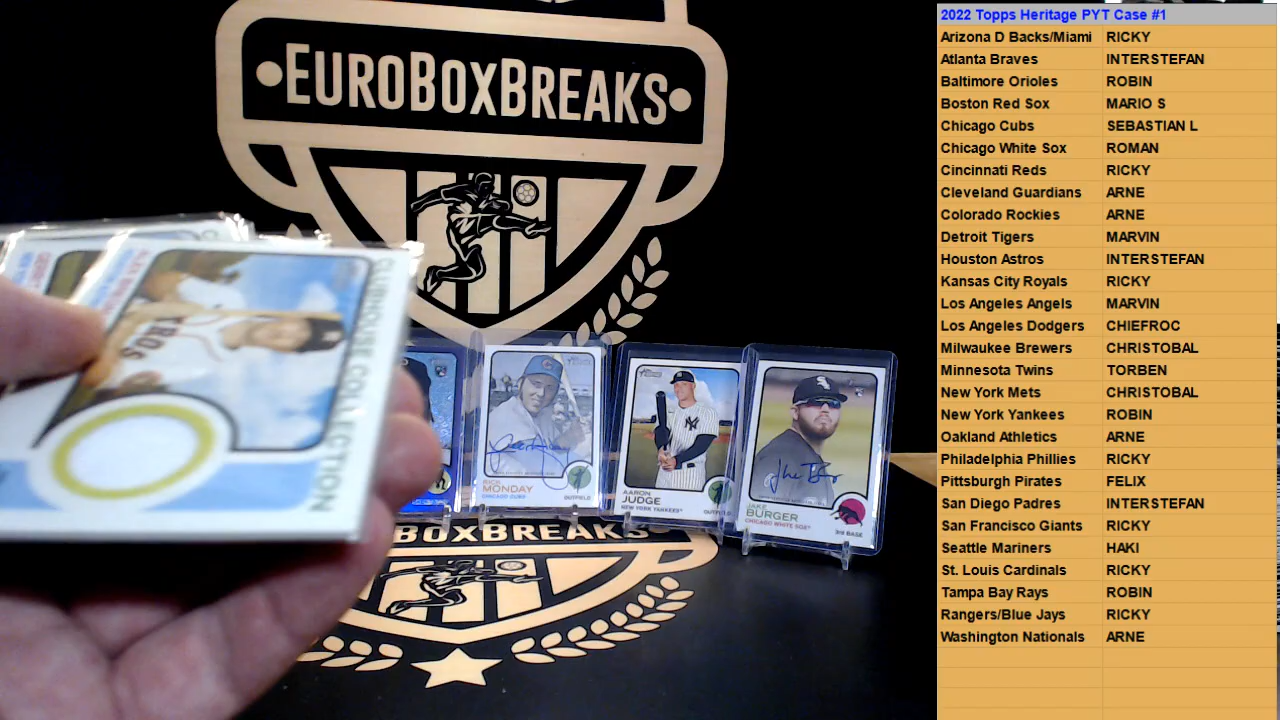 EUROBOXBREAKS
CLUBHOUSE COLLECTION
ROS
RICK
MONDAY
CHICAGO CUBS
OUTFIELD
AARON
JUDGE
NEW YORK YANKEES
JAKE
BURGER
CHICAGO WHITE SOX
3RD BASE
BOXBREAKS
2022 Topps Heritage PYT Case #1
Arizona D Backs/Miami RICKY
Atlanta Braves INTERSTEFAN
Baltimore Orioles ROBIN
Boston Red Sox MARIO S
Chicago Cubs SEBASTIAN L
Chicago White Sox ROMAN
Cincinnati Reds RICKY
Cleveland Guardians ARNE
Colorado Rockies ARNE
Detroit Tigers MARVIN
Houston Astros INTERSTEFAN
Kansas City Royals RICKY
Los Angeles Angels MARVIN
Los Angeles Dodgers CHIEFROC
Milwaukee Brewers CHRISTOBAL
Minnesota Twins TORBEN
New York Mets CHRISTOBAL
New York Yankees ROBIN
Oakland Athletics ARNE
Philadelphia Phillies RICKY
Pittsburgh Pirates FELIX
San Diego Padres INTERSTEFAN
San Francisco Giants RICKY
Seattle Mariners HAKI
St. Louis Cardinals RICKY
Tampa Bay Rays ROBIN
Rangers/Blue Jays RICKY
Washington Nationals ARNE